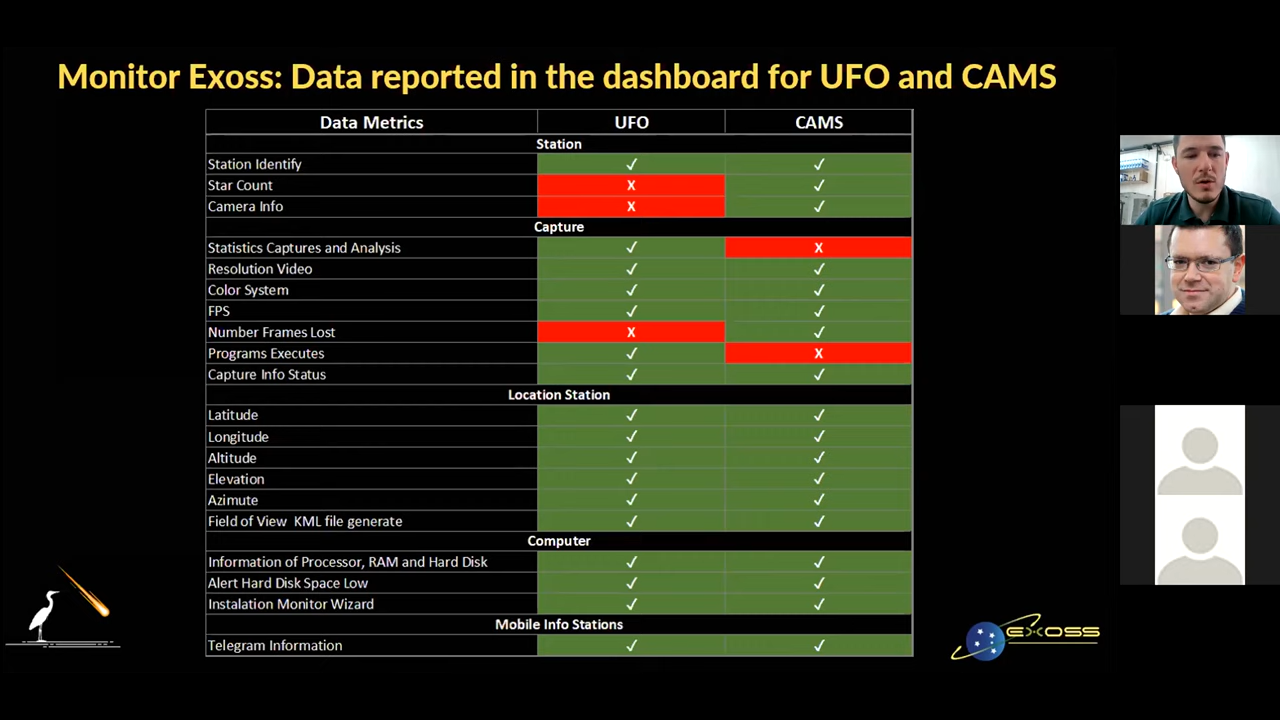 Monitor Exoss: Data reported in the dashboard for UFO and CAMS
Data Metrics UFO CAMS
Station
Station Identify ✓ ✓
Star Count X ✓
Camera Info X ✓
Capture
Statistics Captures and Analysis ✓ X
Resolution Video ✓ ✓
Color System ✓ ✓
FPS ✓ ✓
Number Frames Lost X ✓
Programs Executes ✓ X
Capture Info Status ✓ ✓
Location Station
Latitude ✓ ✓
Longitude ✓ ✓
Altitude ✓ ✓
Elevation ✓ ✓
Azimute ✓ ✓
Field of View KML file generate ✓ ✓
Computer
Information of Processor, RAM and Hard Disk ✓ ✓
Alert Hard Disk Space Low ✓ ✓
Instalation Monitor Wizard ✓ ✓
Mobile Info Stations
Telegram Information ✓ ✓
EXOSS